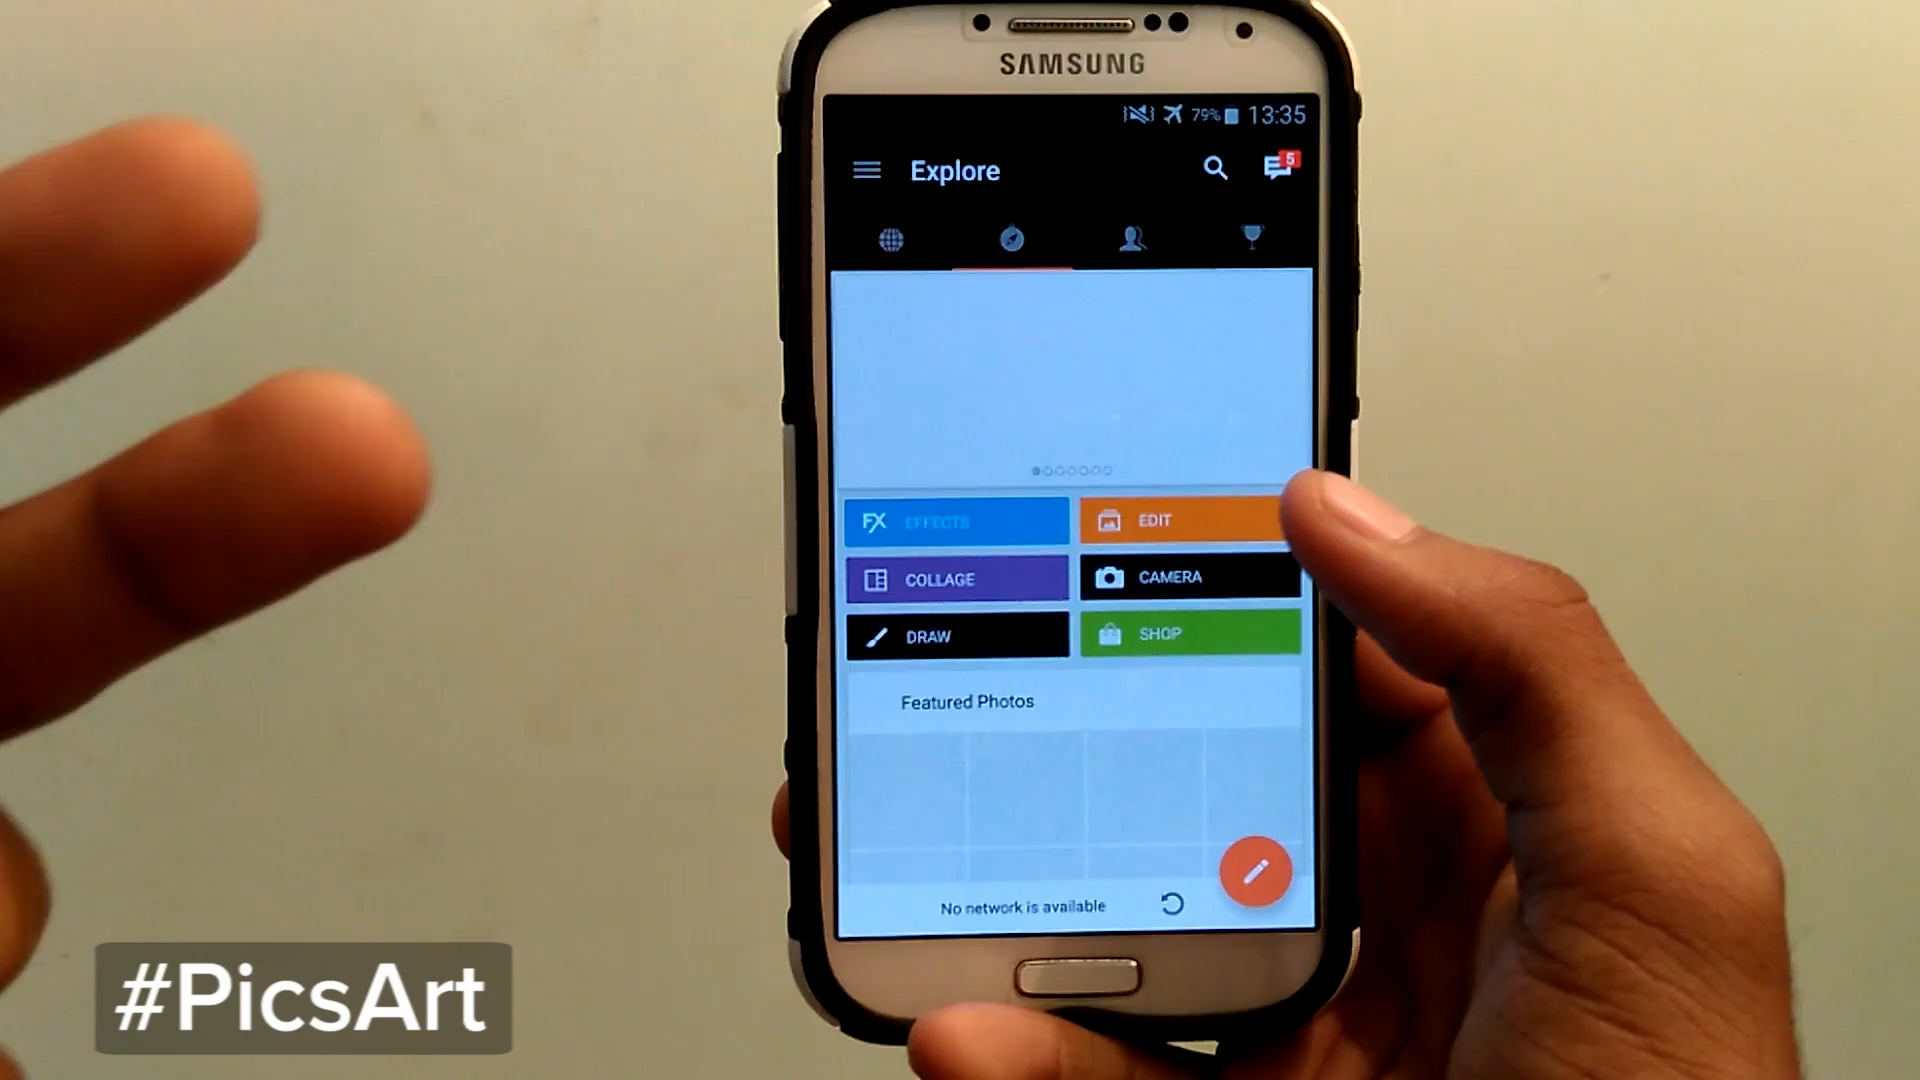 SAMSUNG
79% 13:35
Explore
5
FX EFFECTS
EDIT
COLLAGE
CAMERA
DRAW
SHOP
Featured Photos
No network is available
#PicsArt